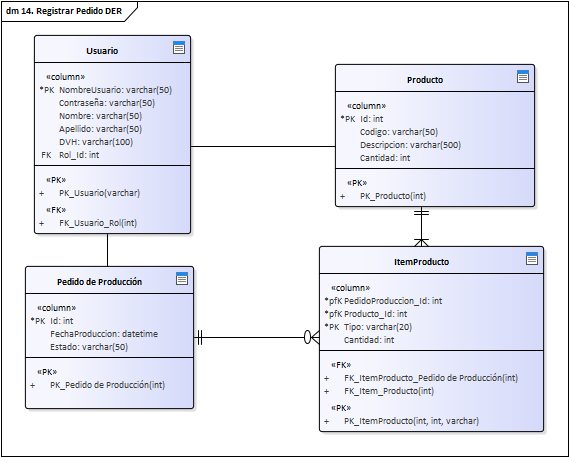 dm 14. Registrar Pedido DER
Usuario
«column»
*PK NombreUsuario: varchar(50)
Contraseña: varchar(50)
Nombre: varchar(50)
Apellido: varchar(50)
DVH: varchar(100)
FK Rol_Id: int
«PK»
+ PK_Usuario(varchar)
«FK»
+ FK_Usuario_Rol(int)
Producto
«column»
*PK Id: int
Codigo: varchar(50)
Descripcion: varchar(500)
Cantidad: int
«PK»
+ PK_Producto(int)
Pedido de Producción
«column»
*PK Id: int
FechaProduccion: datetime
Estado: varchar(50)
«PK»
+ PK_Pedido de Producción(int)
ItemProducto
«column»
*pfK PedidoProduccion_Id: int
*pfK Producto_Id: int
*PK Tipo: varchar(20)
Cantidad: int
«FK»
+ FK_ItemProducto_Pedido de Producción(int)
+ FK_Item_Producto(int)
«PK»
+ PK_ItemProducto(int, int, varchar)